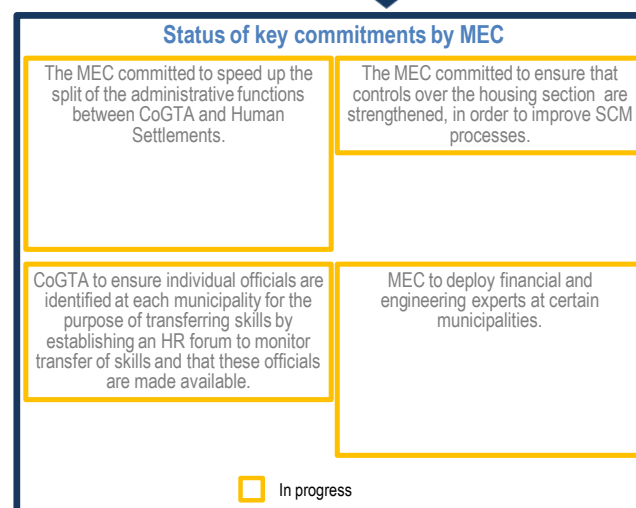 Status of key commitments by MEC
The MEC committed to speed up the
split of the administrative functions
between CoGTA and Human
Settlements.
The MEC committed to ensure that
controls over the housing section are
strengthened, in order to improve SCM
processes.
CoGTA to ensure individual officials are
identified at each municipality for the
purpose of transferring skills by
establishing an HR forum to monitor
transfer of skills and that these officials
are made available.
MEC to deploy financial and
engineering experts at certain
municipalities.
In progress